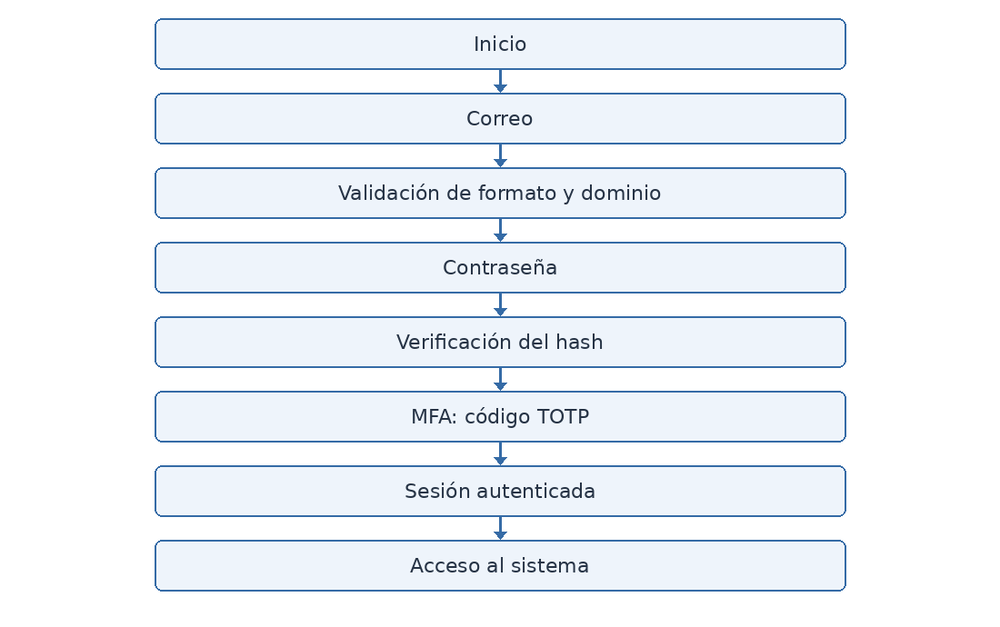 Inicio
Correo
Validación de formato y dominio
Contraseña
Verificación del hash
MFA: código TOTP
Sesión autenticada
Acceso al sistema